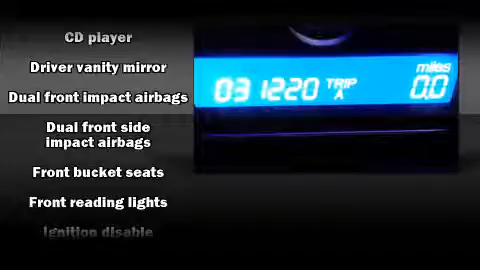 CD player
Driver vanity mirror
Dual front impact airbags
Dual front side
impact airbags
Front bucket seats
Front reading lights
Ignition disable
031220 TRIP A miles 0.0